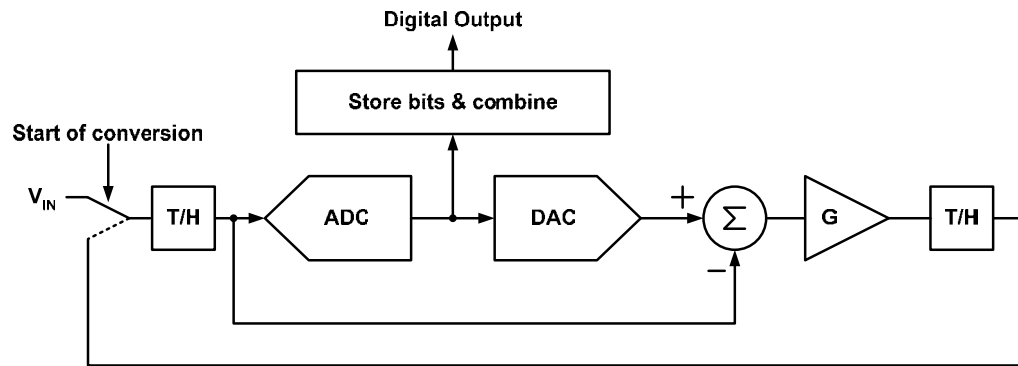 Digital Output
Store bits & combine
Start of conversion
V_IN
T/H
ADC
DAC
+
Σ
−
G
T/H